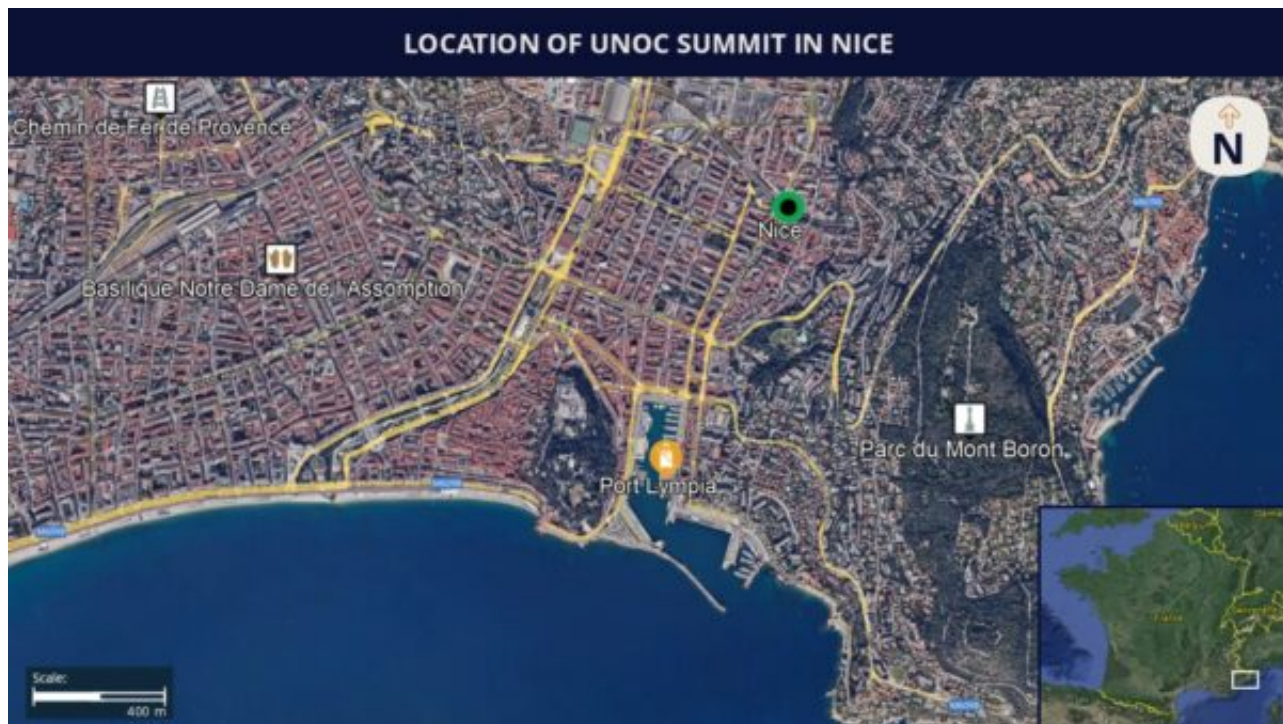 LOCATION OF UNOC SUMMIT IN NICE
Chemin de Fer de Provence
N
Nice
Basilique Notre Dame de l'Assomption
Parc du Mont Boron
Port Lympia
France
Scale:
400 m